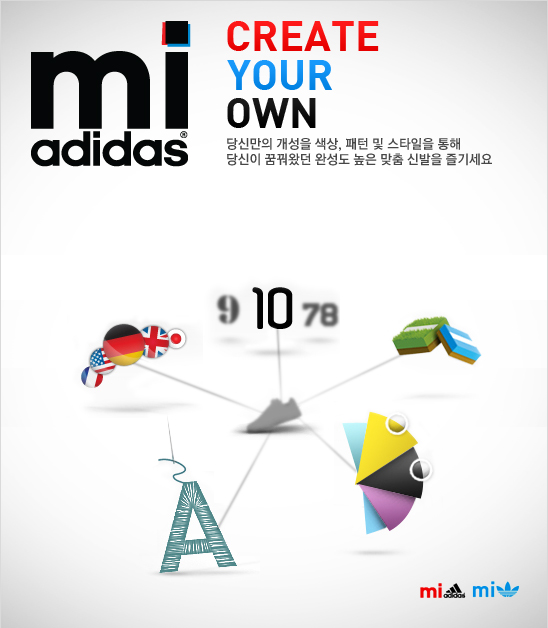 mi
adidas®
CREATE
YOUR
OWN
당신만의 개성을 색상, 패턴 및 스타일을 통해
당신이 꿈꿔왔던 완성도 높은 맞춤 신발을 즐기세요
9 10 78
A
mi adidas mi